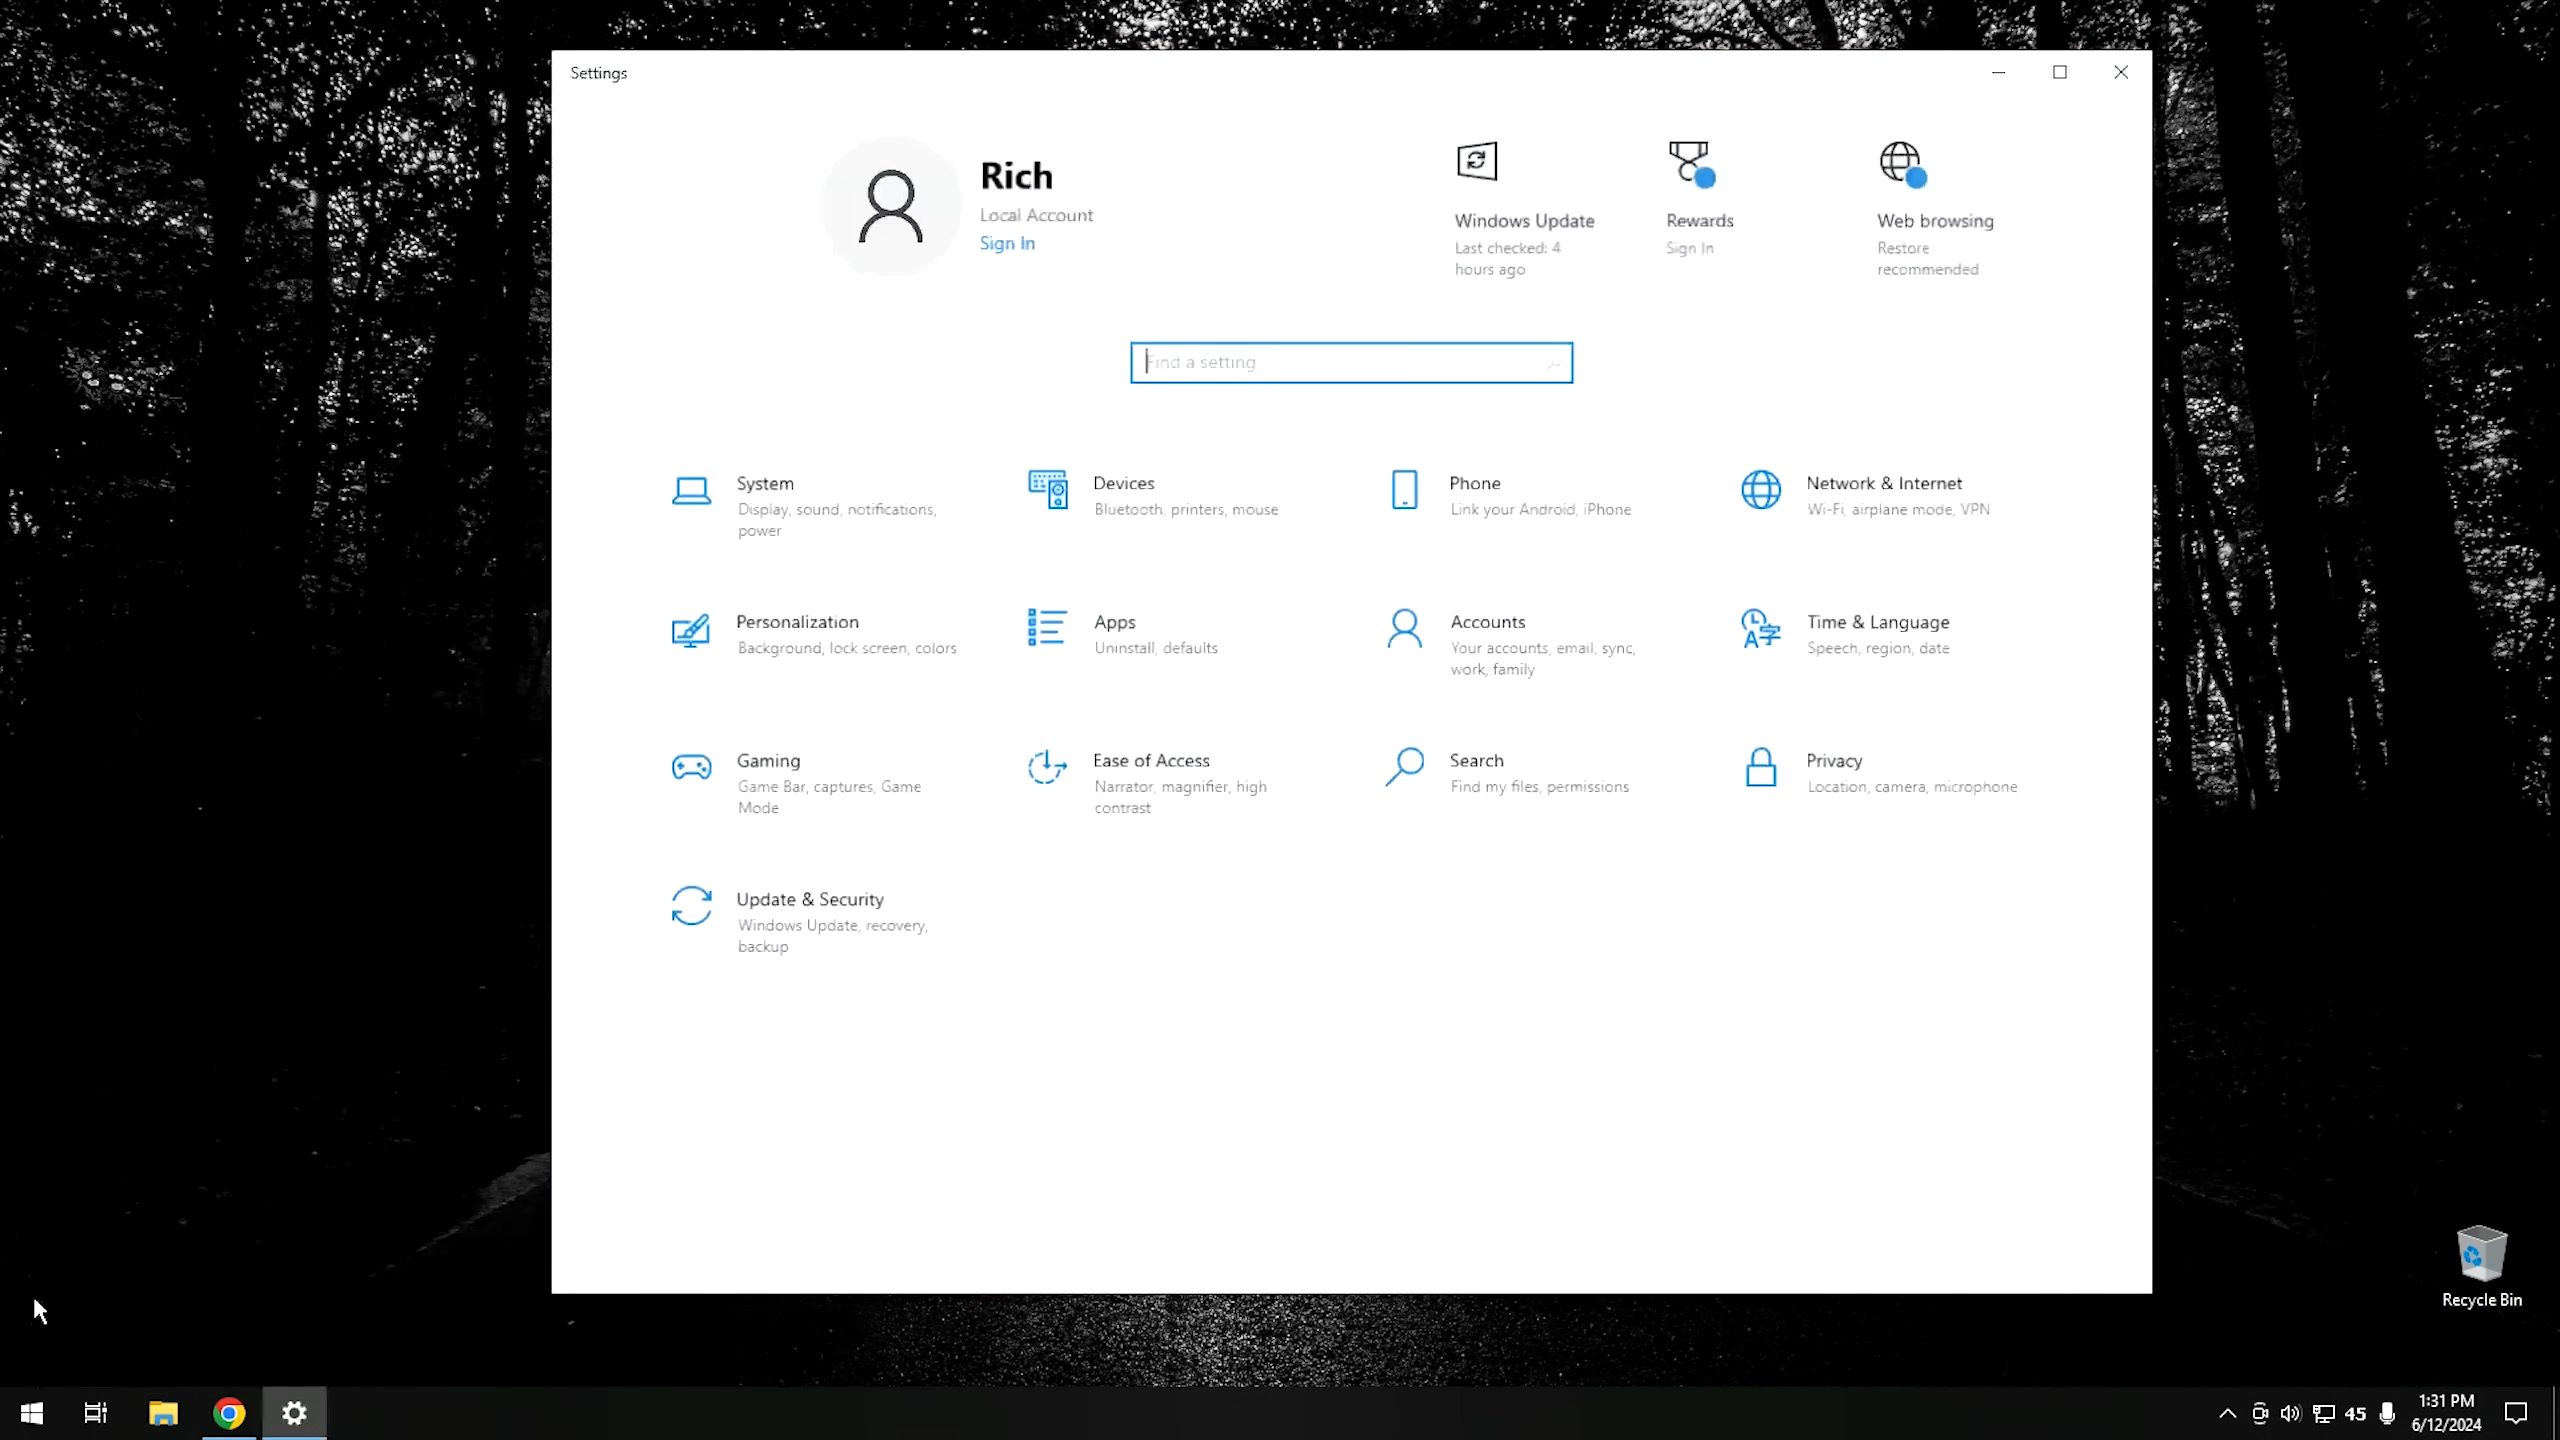 Settings
Rich
Local Account
Sign In
Windows Update
Last checked: 4
hours ago
Rewards
Sign In
Web browsing
Restore
recommended
Find a setting
System
Display, sound, notifications,
power
Devices
Bluetooth, printers, mouse
Phone
Link your Android, iPhone
Network & Internet
Wi-Fi, airplane mode, VPN
Personalization
Background, lock screen, colors
Apps
Uninstall, defaults
Accounts
Your accounts, email, sync,
work, family
Time & Language
Speech, region, date
Gaming
Game Bar, captures, Game
Mode
Ease of Access
Narrator, magnifier, high
contrast
Search
Find my files, permissions
Privacy
Location, camera, microphone
Update & Security
Windows Update, recovery,
backup
Recycle Bin
45
1:31 PM
6/12/2024